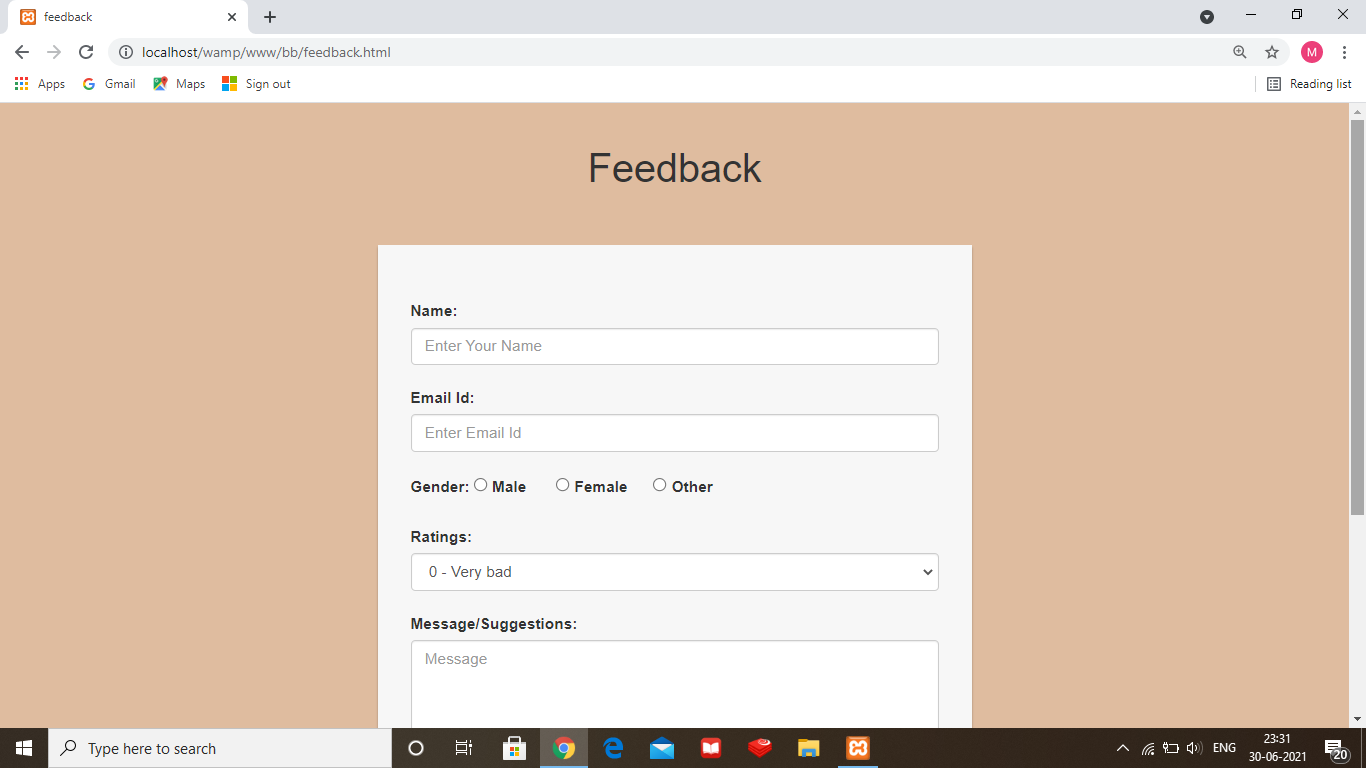 feedback
localhost/wamp/www/bb/feedback.html
M
Apps Gmail Maps Sign out Reading list
Feedback
Name:
Enter Your Name
Email Id:
Enter Email Id
Gender: Male Female Other
Ratings:
0 - Very bad
Message/Suggestions:
Message
Type here to search
ENG
23:31
30-06-2021
20